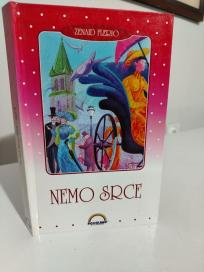 ZENAID FLERIO
NEMO SRCE